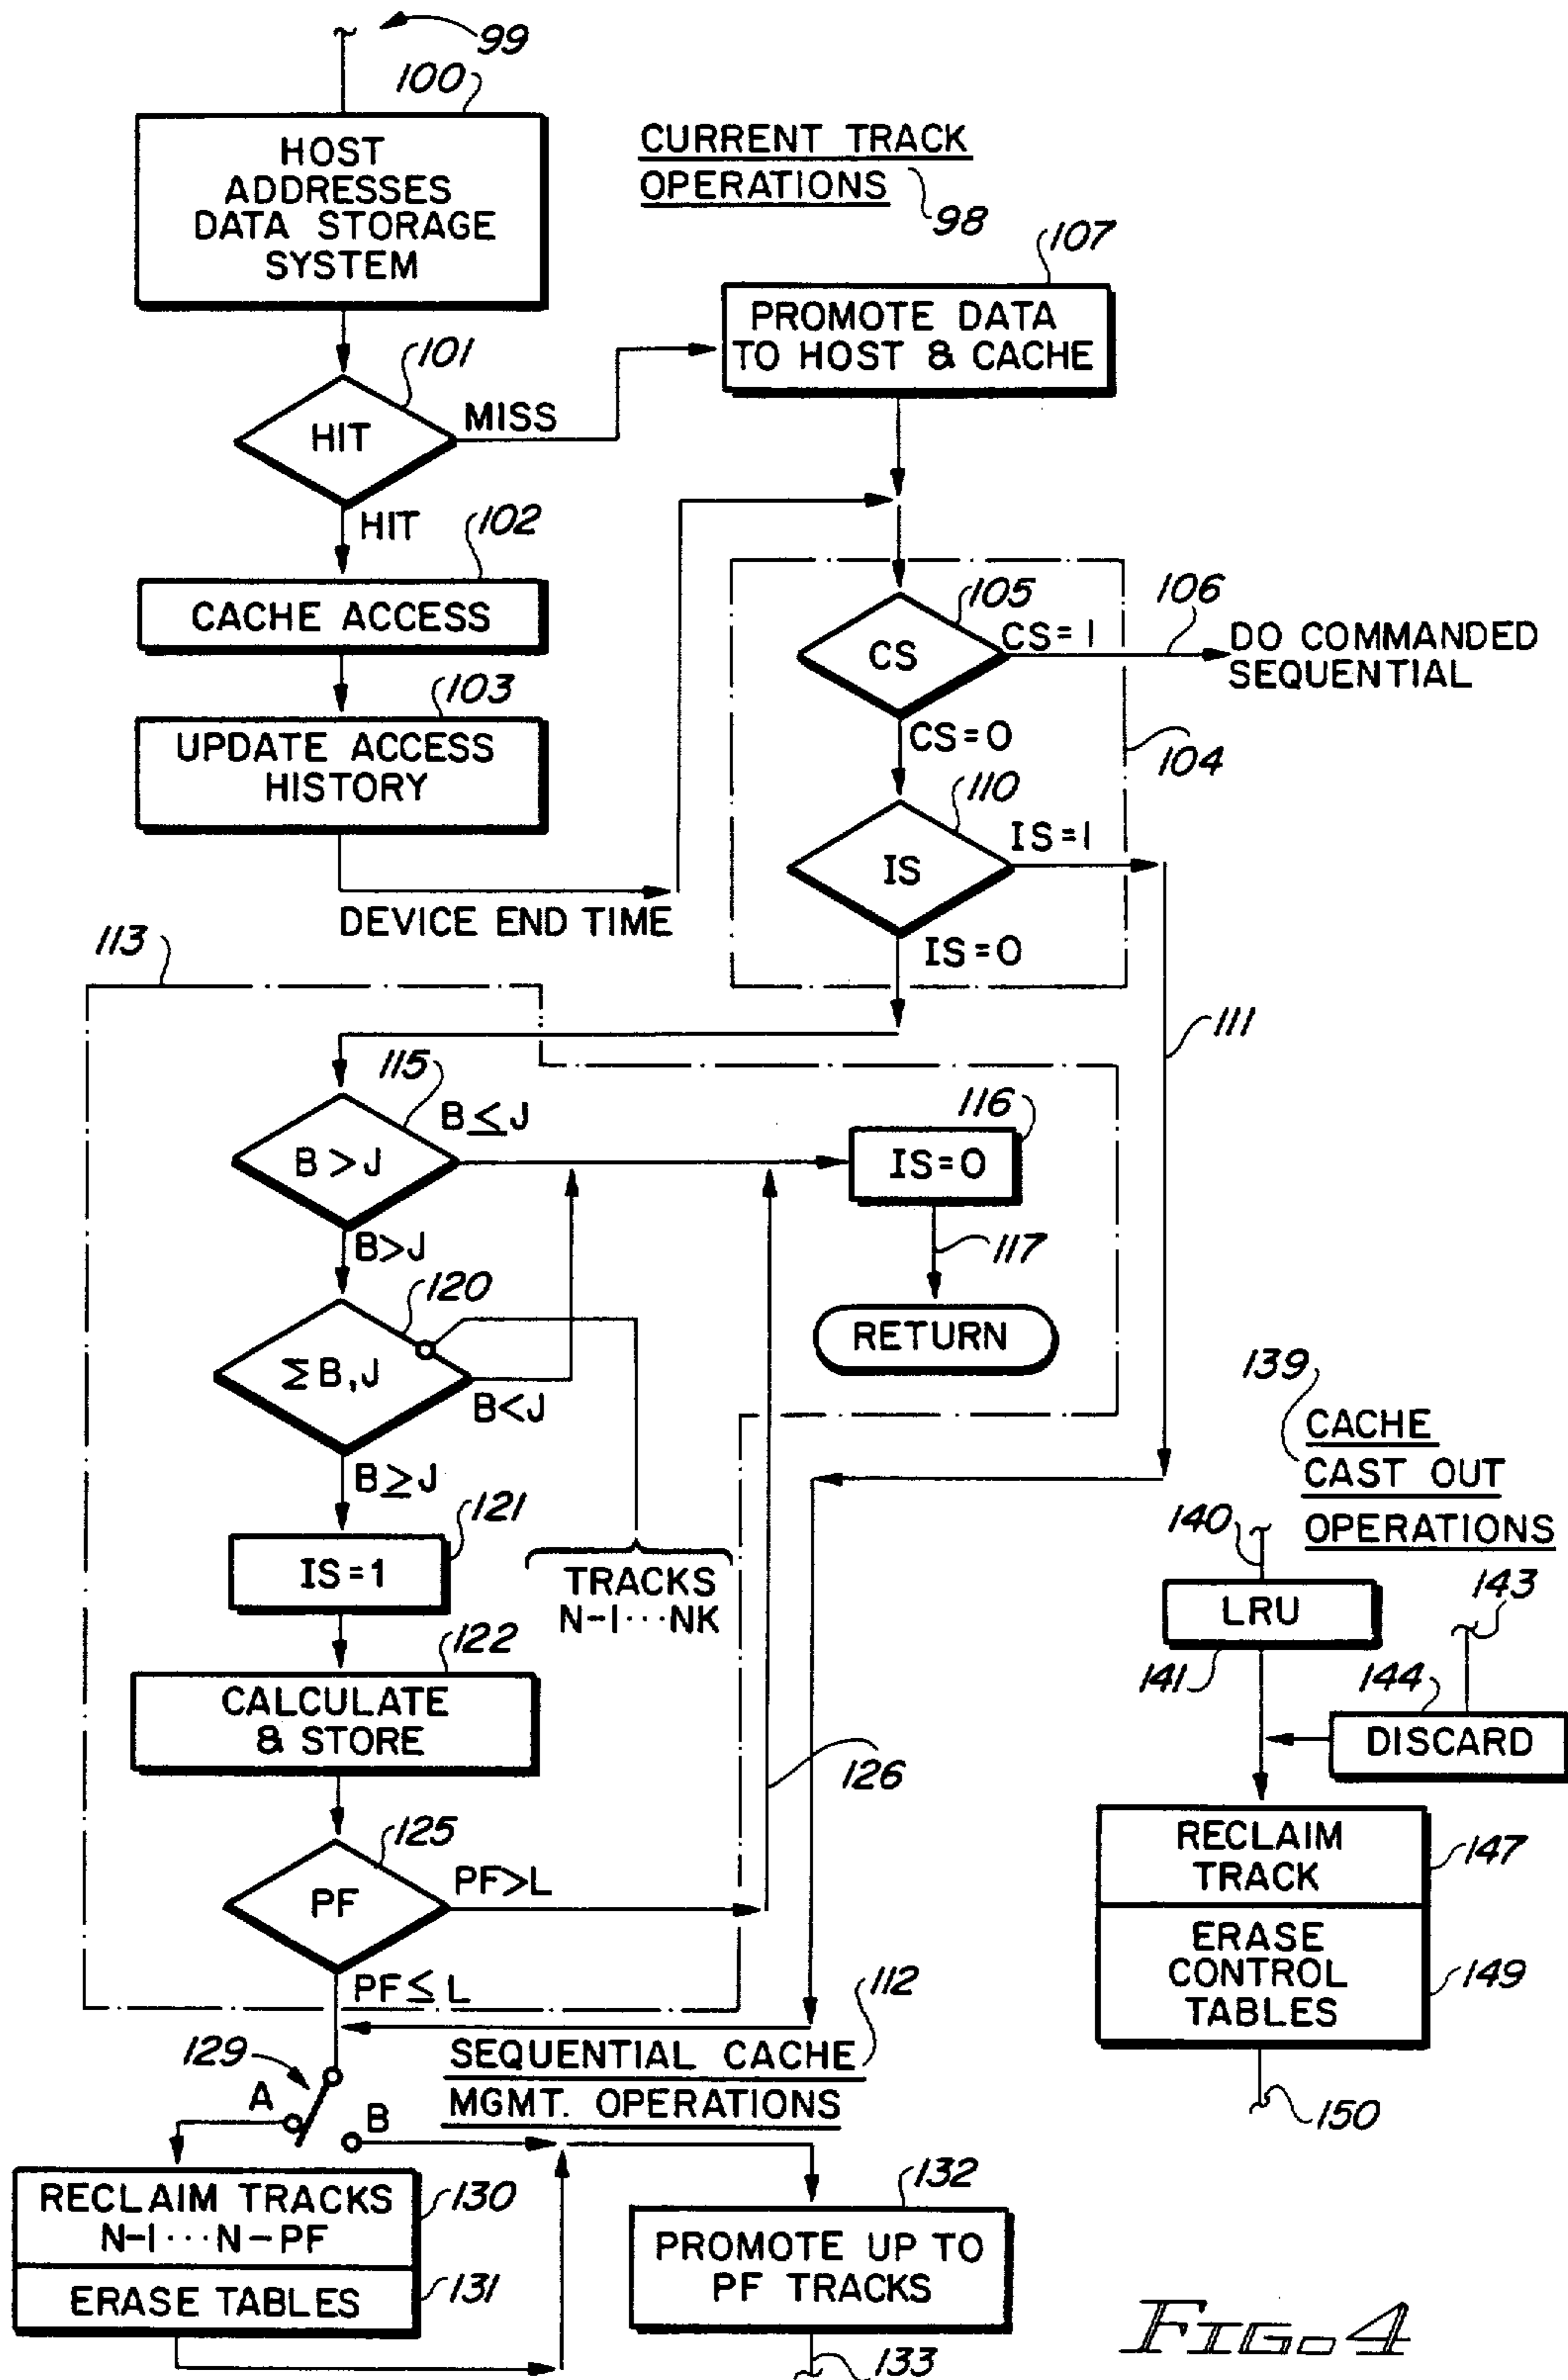 99
100
HOST
ADDRESSES
DATA STORAGE
SYSTEM
CURRENT TRACK
OPERATIONS
98
107
PROMOTE DATA
TO HOST & CACHE
101
HIT
MISS
HIT
102
CACHE ACCESS
103
UPDATE ACCESS
HISTORY
DEVICE END TIME
105
CS
CS=1
106
DO COMMANDED
SEQUENTIAL
CS=0
104
110
IS
IS=1
IS=0
111
113
115
B>J
B≤J
116
IS=0
117
RETURN
B>J
120
ΣB,J
B<J
B≥J
121
IS=1
TRACKS
N-1···NK
122
CALCULATE
& STORE
126
125
PF
PF>L
PF≤L
112
SEQUENTIAL CACHE
MGMT. OPERATIONS
129
A
B
RECLAIM TRACKS
N-1···N-PF
130
ERASE TABLES
131
132
PROMOTE UP TO
PF TRACKS
133
139
CACHE
CAST OUT
OPERATIONS
140
LRU
141
143
144
DISCARD
RECLAIM
TRACK
147
ERASE
CONTROL
TABLES
149
150
FIG. 4